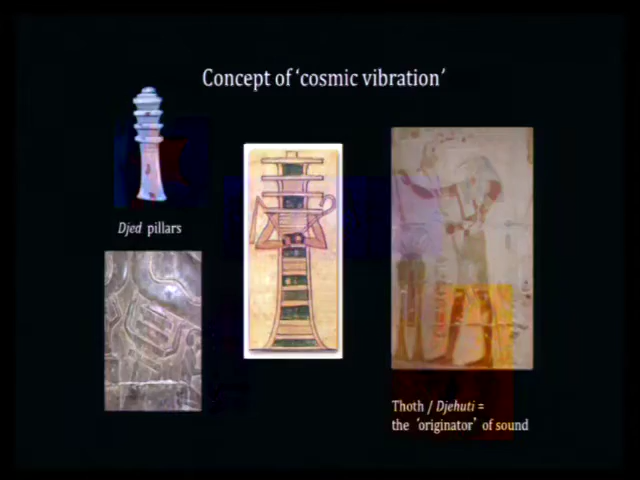 Concept of ‘cosmic vibration’
Djed pillars
Thoth / Djehuti =
the ‘originator’ of sound